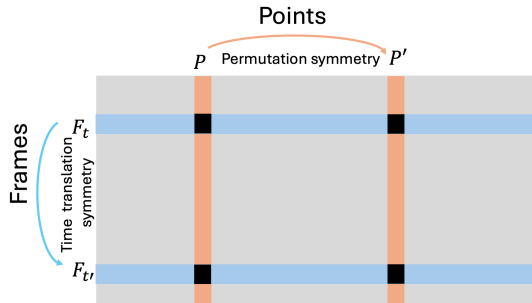 Points
Permutation symmetry
P
P′
Frames
Time translation
symmetry
F_t
F_t′